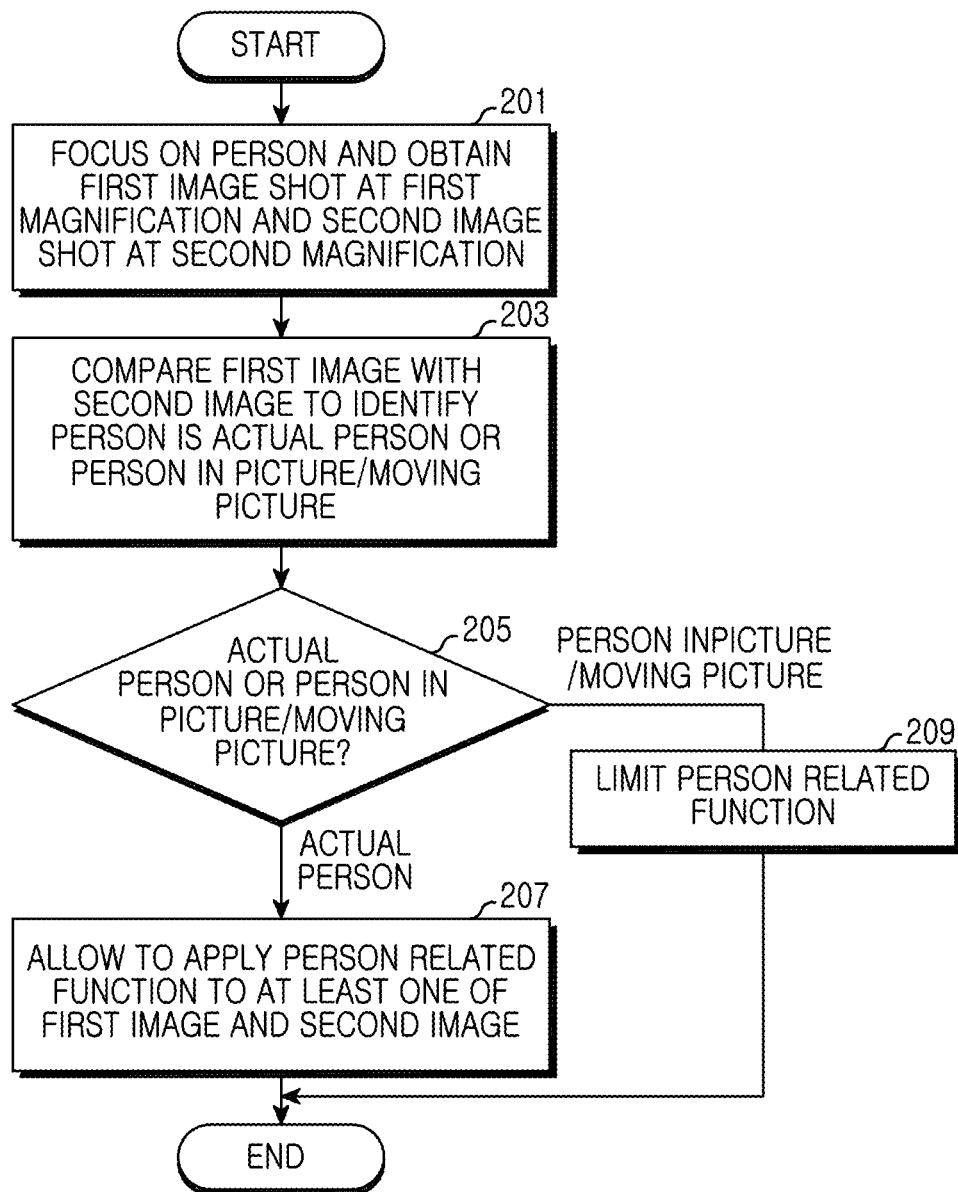 START
201
FOCUS ON PERSON AND OBTAIN
FIRST IMAGE SHOT AT FIRST
MAGNIFICATION AND SECOND IMAGE
SHOT AT SECOND MAGNIFICATION
203
COMPARE FIRST IMAGE WITH
SECOND IMAGE TO IDENTIFY
PERSON IS ACTUAL PERSON OR
PERSON IN PICTURE/MOVING
PICTURE
205
ACTUAL
PERSON OR PERSON IN
PICTURE/MOVING
PICTURE?
PERSON INPICTURE
/MOVING PICTURE
209
LIMIT PERSON RELATED
FUNCTION
ACTUAL
PERSON
207
ALLOW TO APPLY PERSON RELATED
FUNCTION TO AT LEAST ONE OF
FIRST IMAGE AND SECOND IMAGE
END